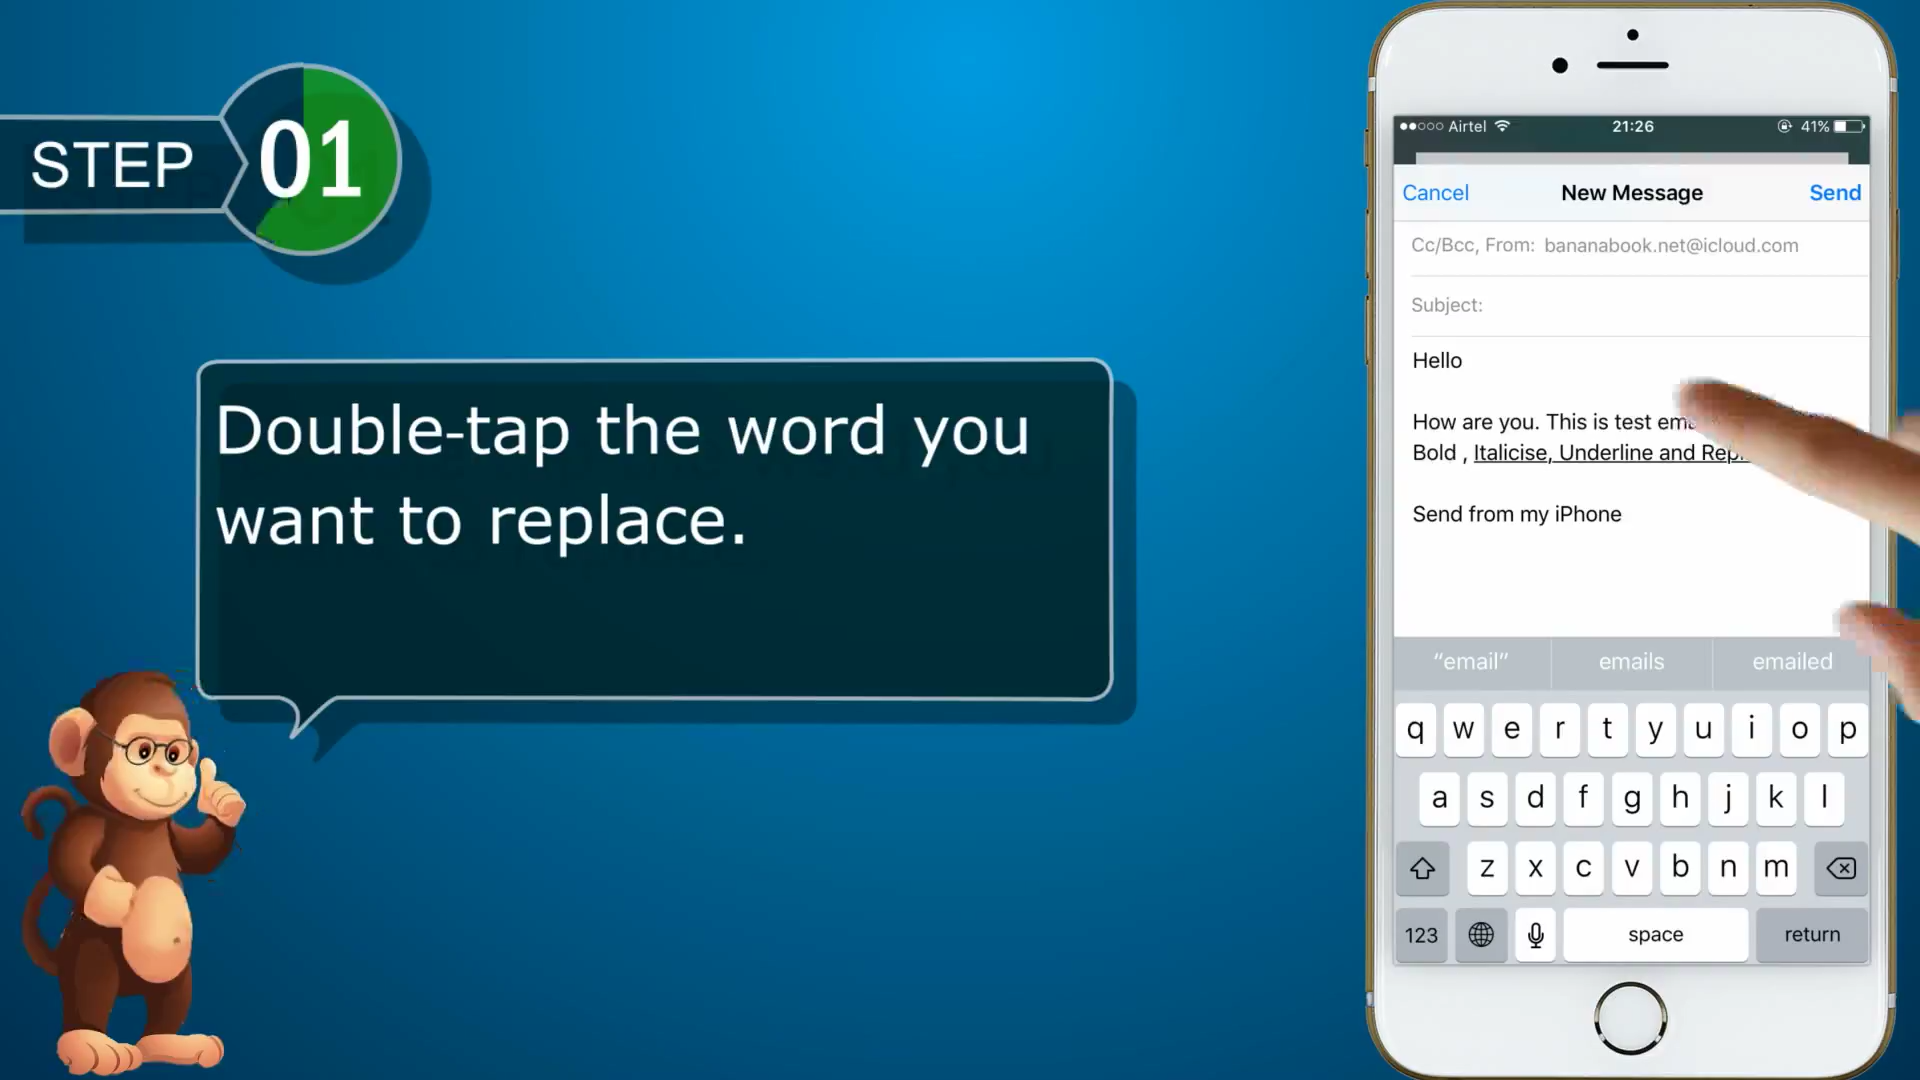 STEP 01
Double-tap the word you
want to replace.
Airtel 21:26 41%
Cancel New Message Send
Cc/Bcc, From: bananabook.net@icloud.com
Subject:
Hello
How are you. This is test
Bold , Italicise, Underline and
Send from my iPhone
“email” emails emailed
q w e r t y u i o p
a s d f g h j k l
z x c v b n m
123 space return